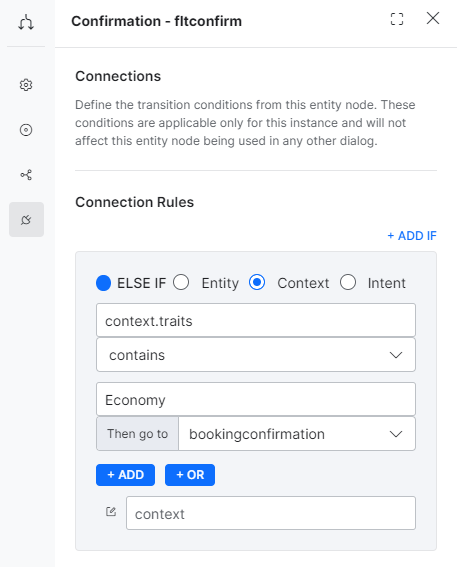 Confirmation - fltconfirm
Connections
Define the transition conditions from this entity node. These
conditions are applicable only for this instance and will not
affect this entity node being used in any other dialog.
Connection Rules
+ ADD IF
ELSE IF Entity Context Intent
context.traits
contains
Economy
Then go to bookingconfirmation
+ ADD + OR
context